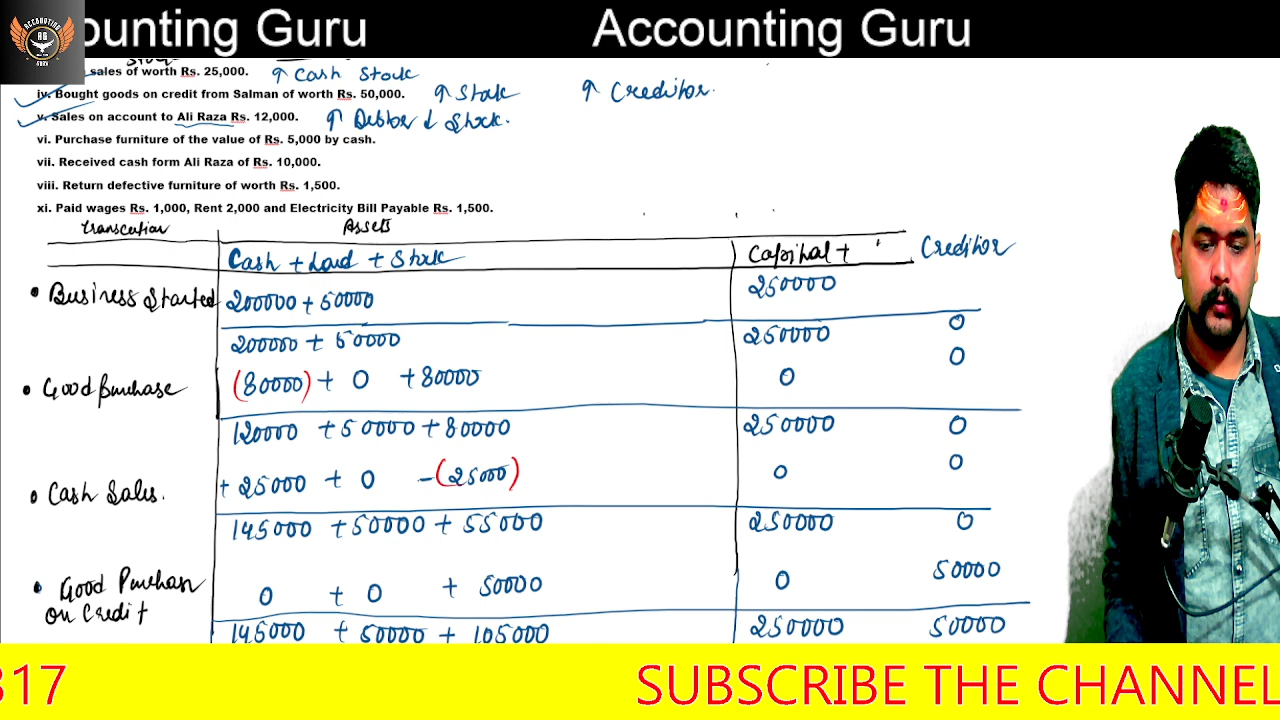 ounting Guru Accounting Guru
ACCOUNTING
AG
GURU
sales of worth Rs. 25,000. ↑ Cash Stock
iv. Bought goods on credit from Salman of worth Rs. 50,000. ↑ Stock ↑ Creditor.
v. Sales on account to Ali Raza Rs. 12,000. ↑ Debtor ↓ Stock.
vi. Purchase furniture of the value of Rs. 5,000 by cash.
vii. Received cash form Ali Raza of Rs. 10,000.
viii. Return defective furniture of worth Rs. 1,500.
xi. Paid wages Rs. 1,000, Rent 2,000 and Electricity Bill Payable Rs. 1,500.
Transcation Assets
Cash + Land + Stock Capital + Creditor
• Business Started 200000 + 50000 250000
200000 + 50000 250000 0
• Good purchase (80000) + 0 + 80000 0 0
120000 + 50000 + 80000 250000 0
• Cash Sales. + 25000 + 0 - (25000) 0 0
145000 + 50000 + 55000 250000 0
• Good Purchase on Credit 0 + 0 + 50000 0 50000
145000 + 50000 + 105000 250000 50000
317 SUBSCRIBE THE CHANNEL